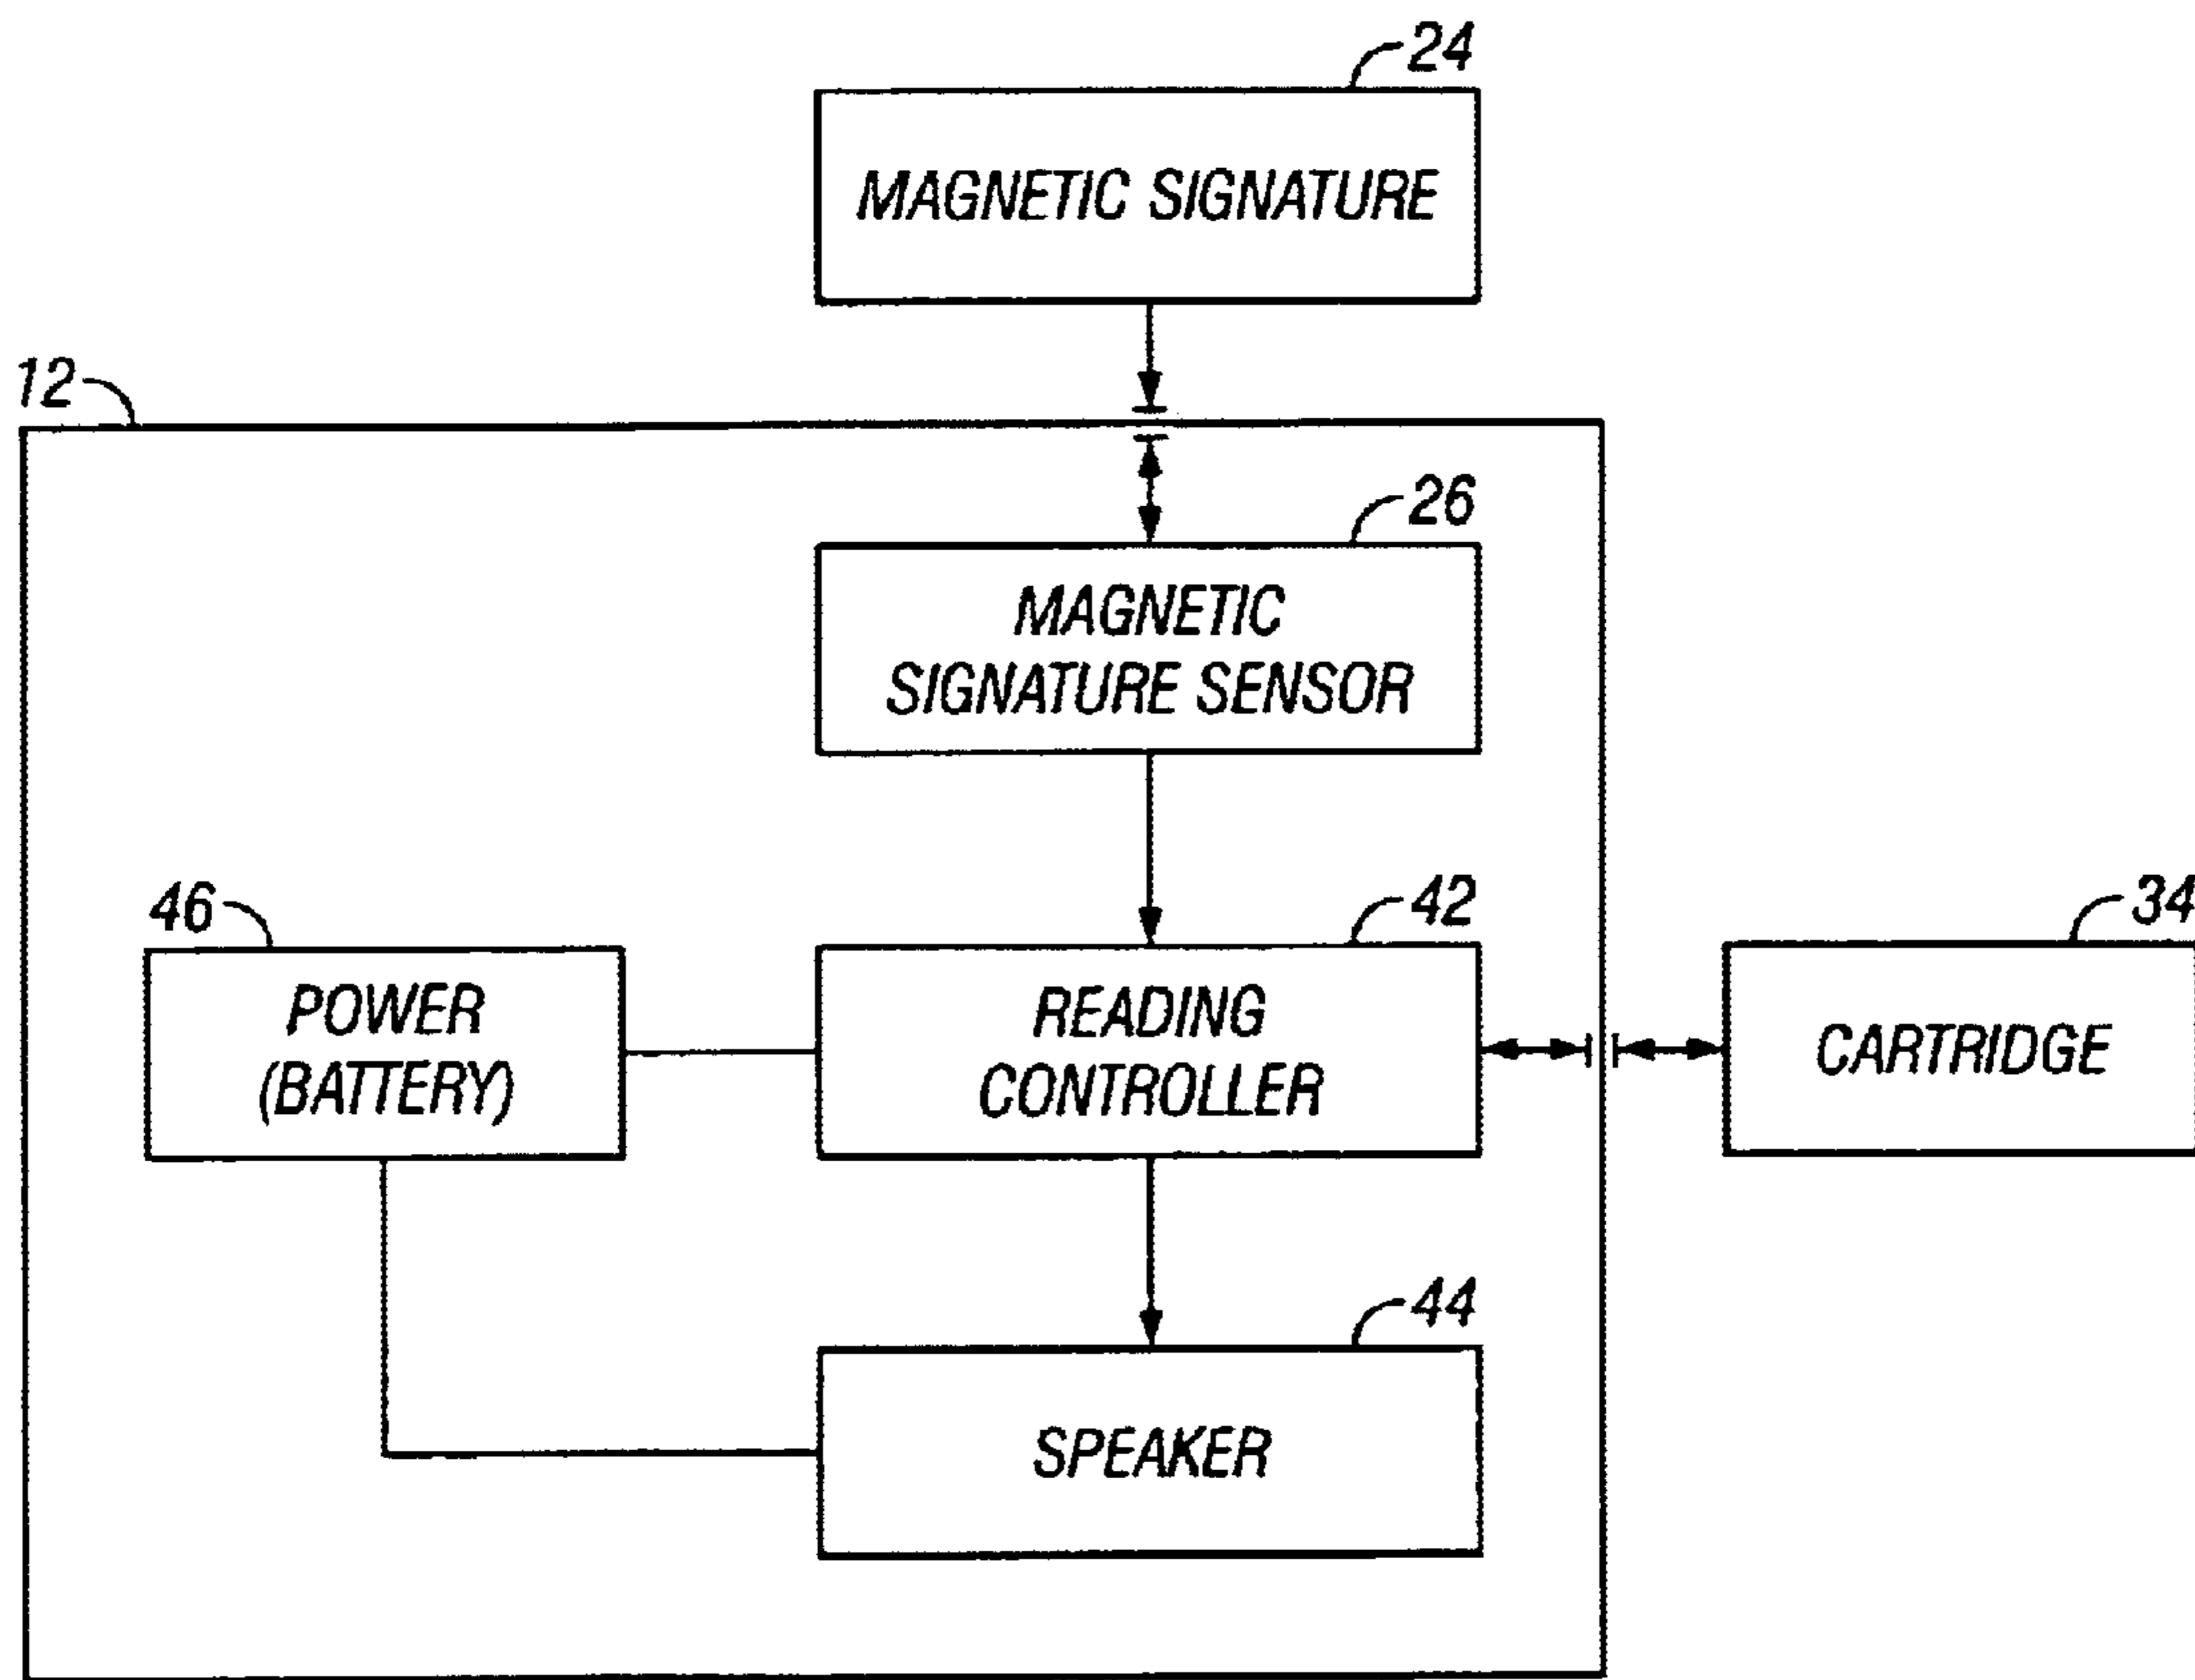 24
MAGNETIC SIGNATURE
12
26
MAGNETIC
SIGNATURE SENSOR
46
42
34
POWER
(BATTERY)
READING
CONTROLLER
CARTRIDGE
44
SPEAKER